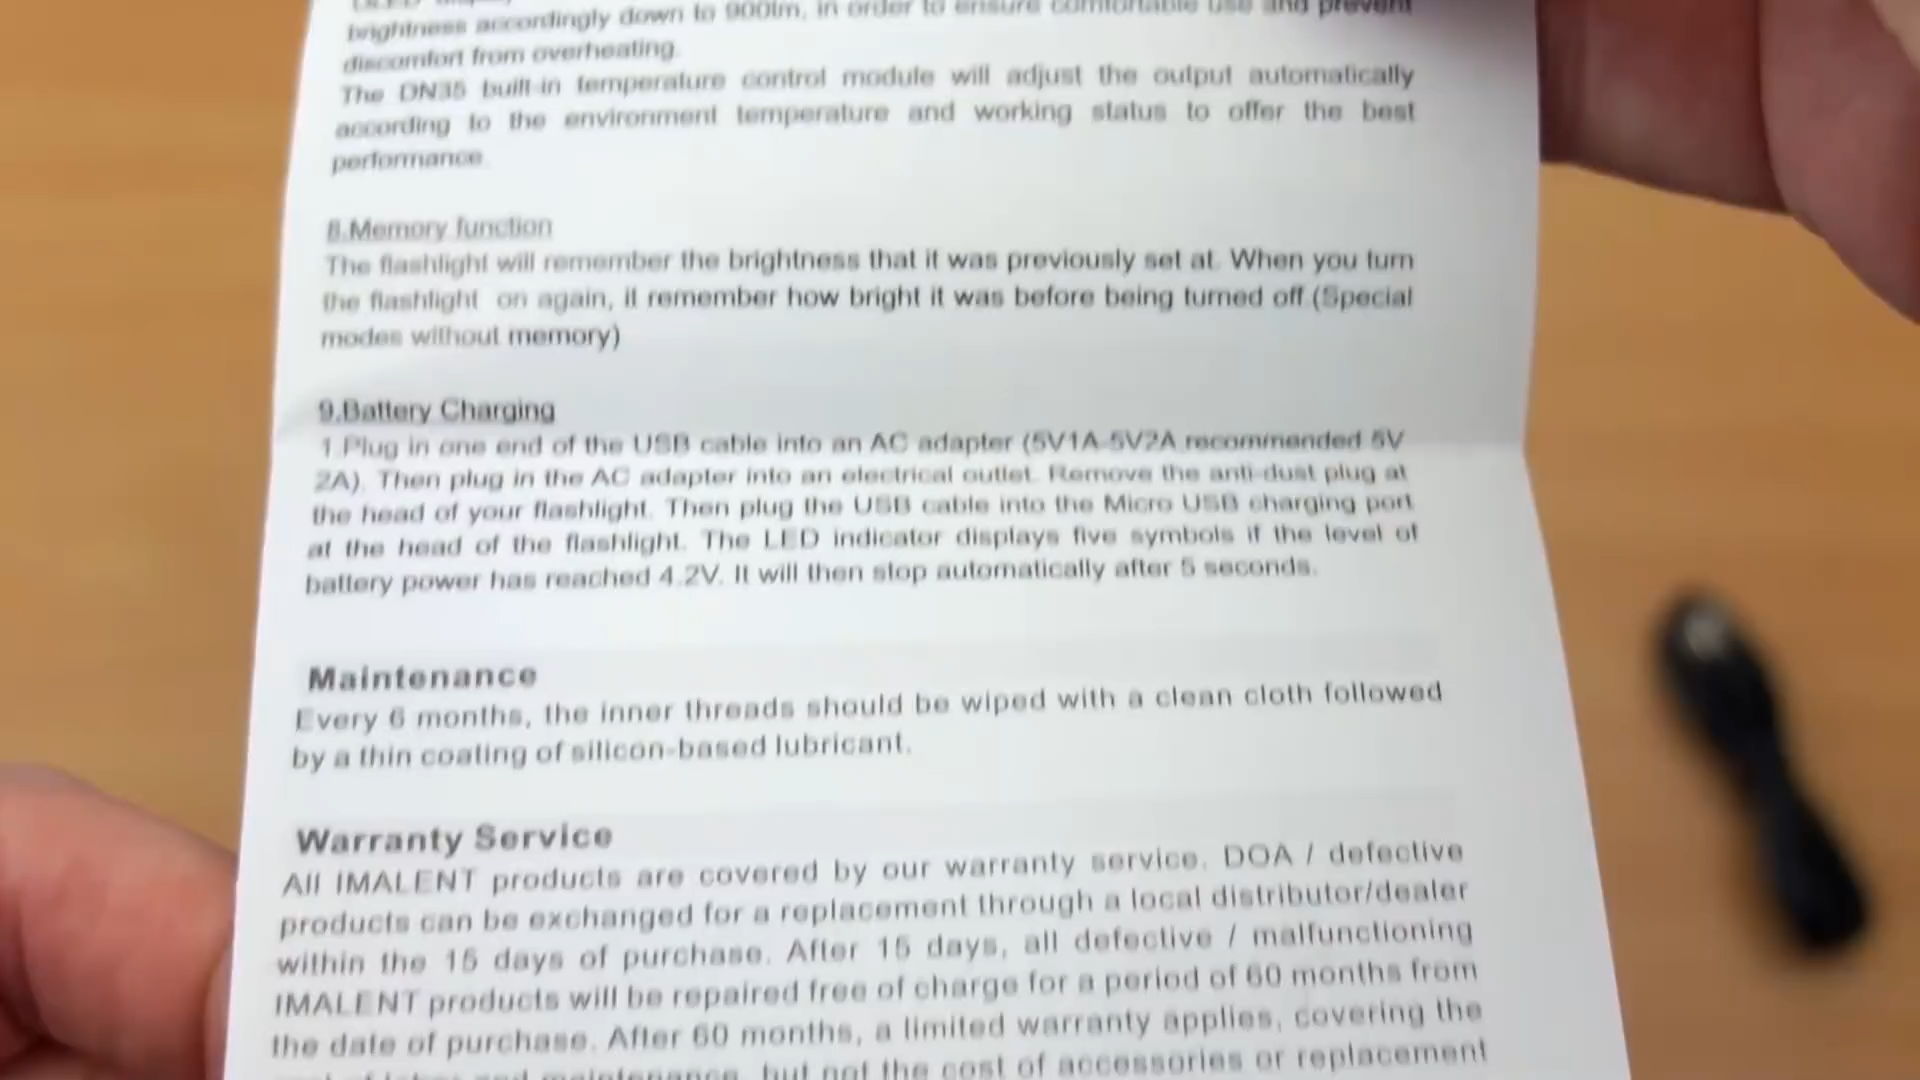 brightness accordingly down to 900lm, in order to ensure comfortable use and prevent
discomfort from overheating.
The DN35 built-in temperature control module will adjust the output automatically
according to the environment temperature and working status to offer the best
performance.
8.Memory function
The flashlight will remember the brightness that it was previously set at. When you turn
the flashlight on again, it remember how bright it was before being turned off.(Special
modes without memory)
9.Battery Charging
1.Plug in one end of the USB cable into an AC adapter (5V1A-5V2A recommended 5V
2A). Then plug in the AC adapter into an electrical outlet. Remove the anti-dust plug at
the head of your flashlight. Then plug the USB cable into the Micro USB charging port
at the head of the flashlight. The LED indicator displays five symbols if the level of
battery power has reached 4.2V. It will then stop automatically after 5 seconds.
Maintenance
Every 6 months, the inner threads should be wiped with a clean cloth followed
by a thin coating of silicon-based lubricant.
Warranty Service
All IMALENT products are covered by our warranty service. DOA / defective
products can be exchanged for a replacement through a local distributor/dealer
within the 15 days of purchase. After 15 days, all defective / malfunctioning
IMALENT products will be repaired free of charge for a period of 60 months from
the date of purchase. After 60 months, a limited warranty applies, covering the
maintenance, but not the cost of accessories or replacement